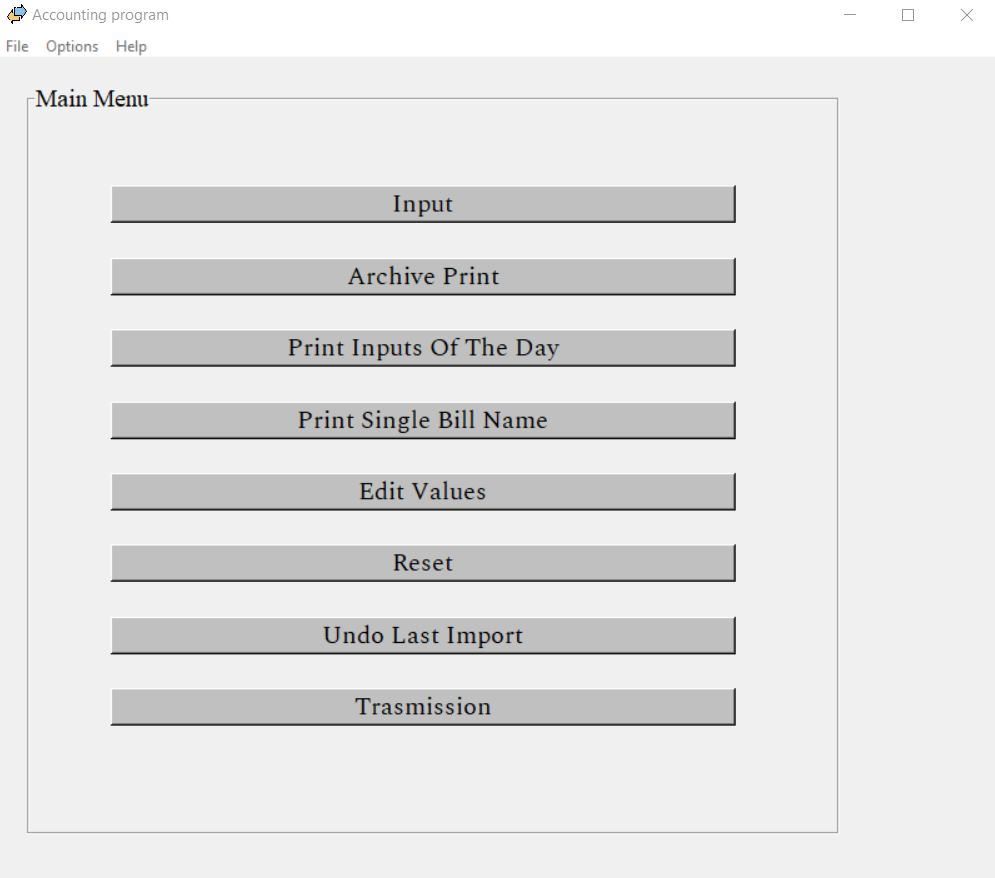 Accounting program
File Options Help
Main Menu
Input
Archive Print
Print Inputs Of The Day
Print Single Bill Name
Edit Values
Reset
Undo Last Import
Trasmission